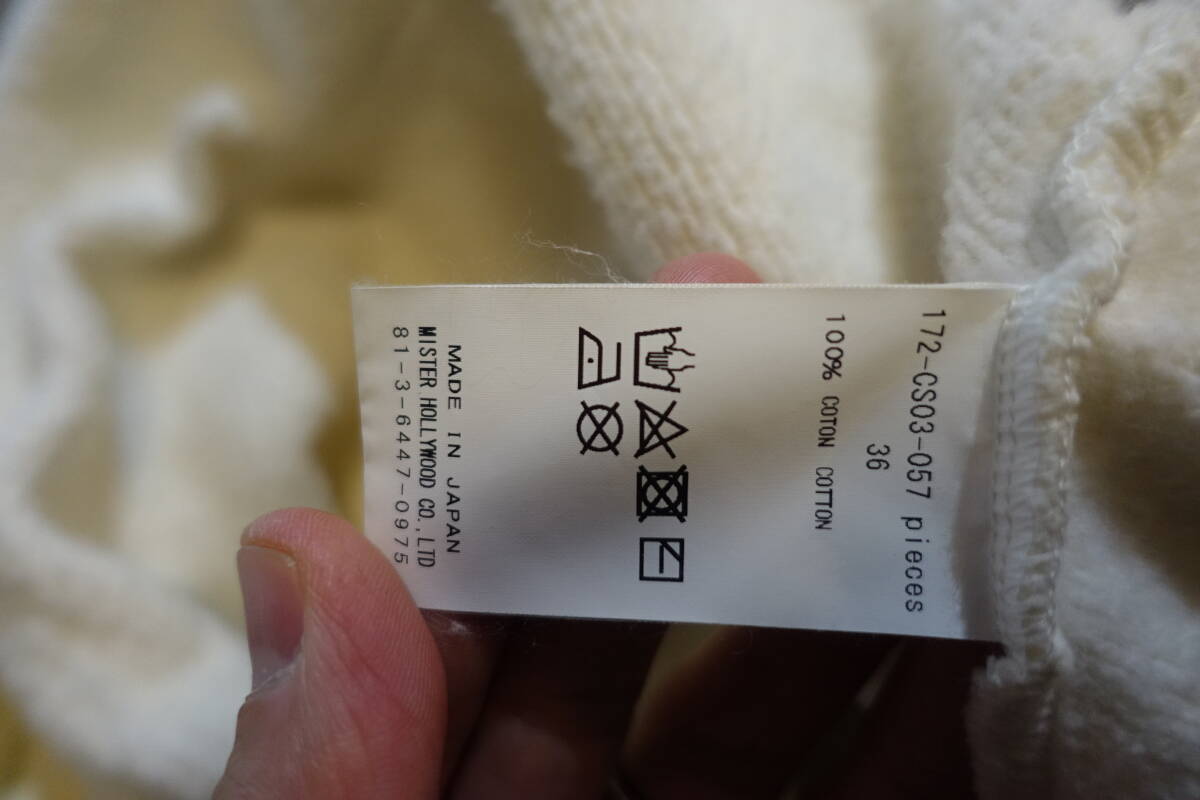 172-CS03-057 pieces
36
100% COTON COTTON
MADE IN JAPAN
MISTER HOLLYWOOD CO.,LTD
81-3-6447-0975